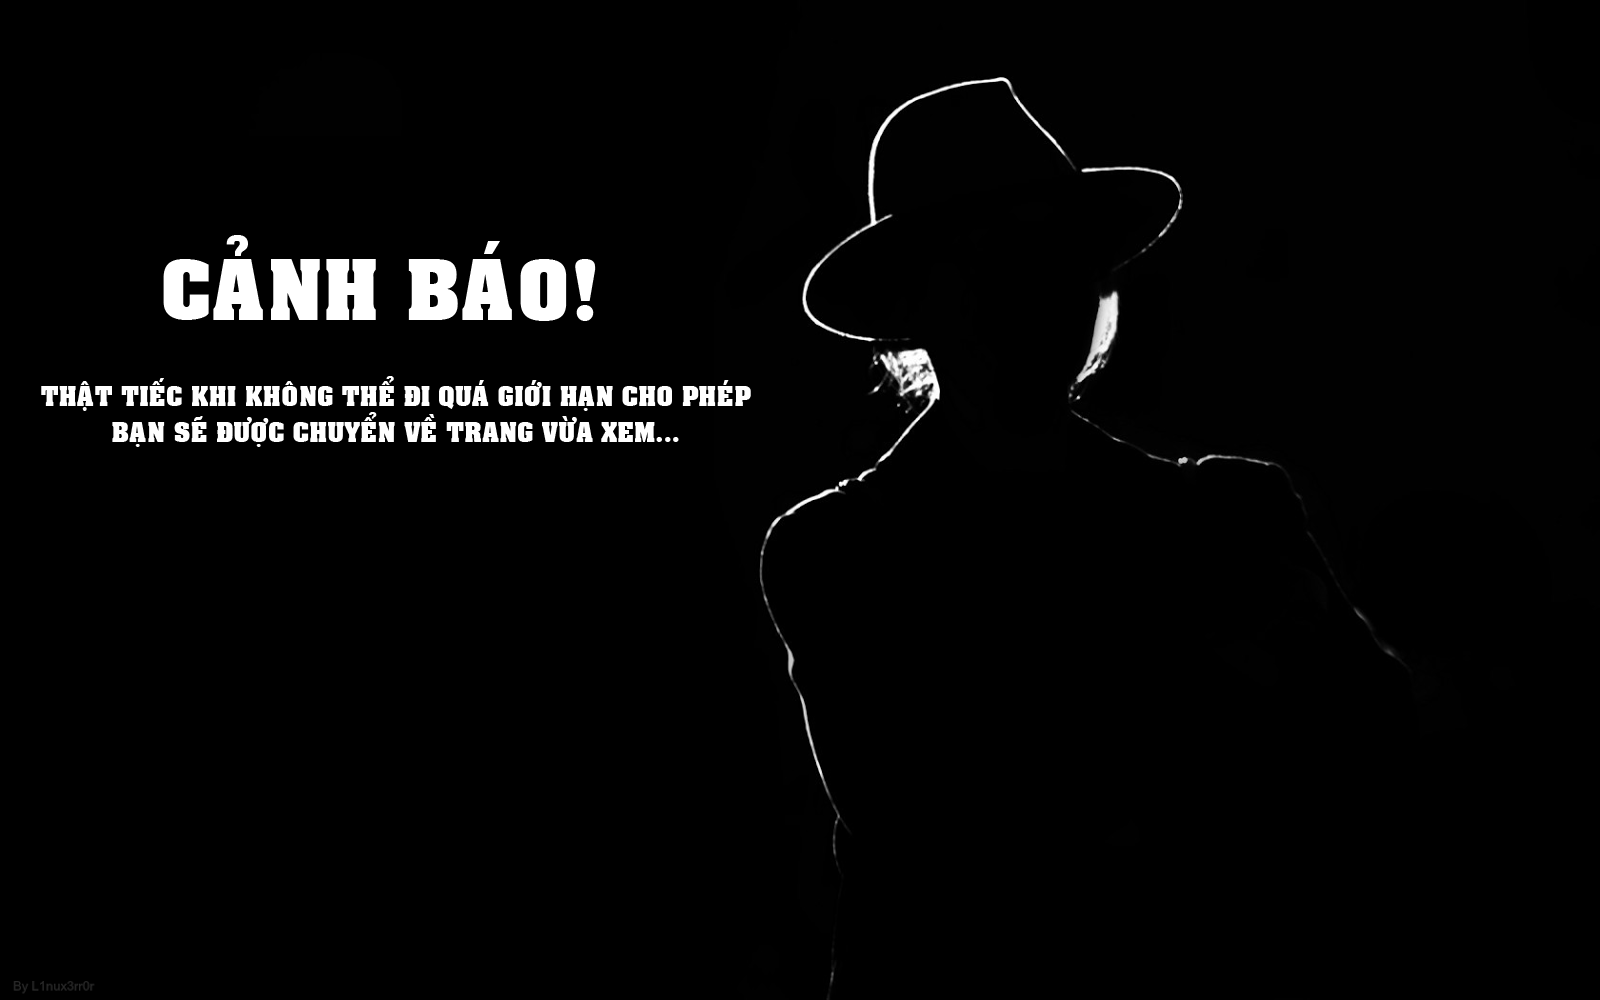 CẢNH BÁO!
THẬT TIẾC KHI KHÔNG THỂ ĐI QUÁ GIỚI HẠN CHO PHÉP
BẠN SẼ ĐƯỢC CHUYỂN VỀ TRANG VỪA XEM...
By L1nux3rr0r